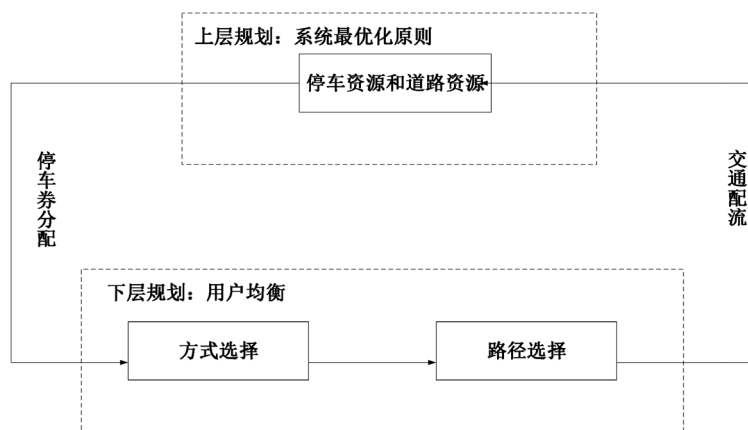 上层规划：系统最优化原则
停车资源和道路资源
停车券分配
交通配流
下层规划：用户均衡
方式选择
路径选择